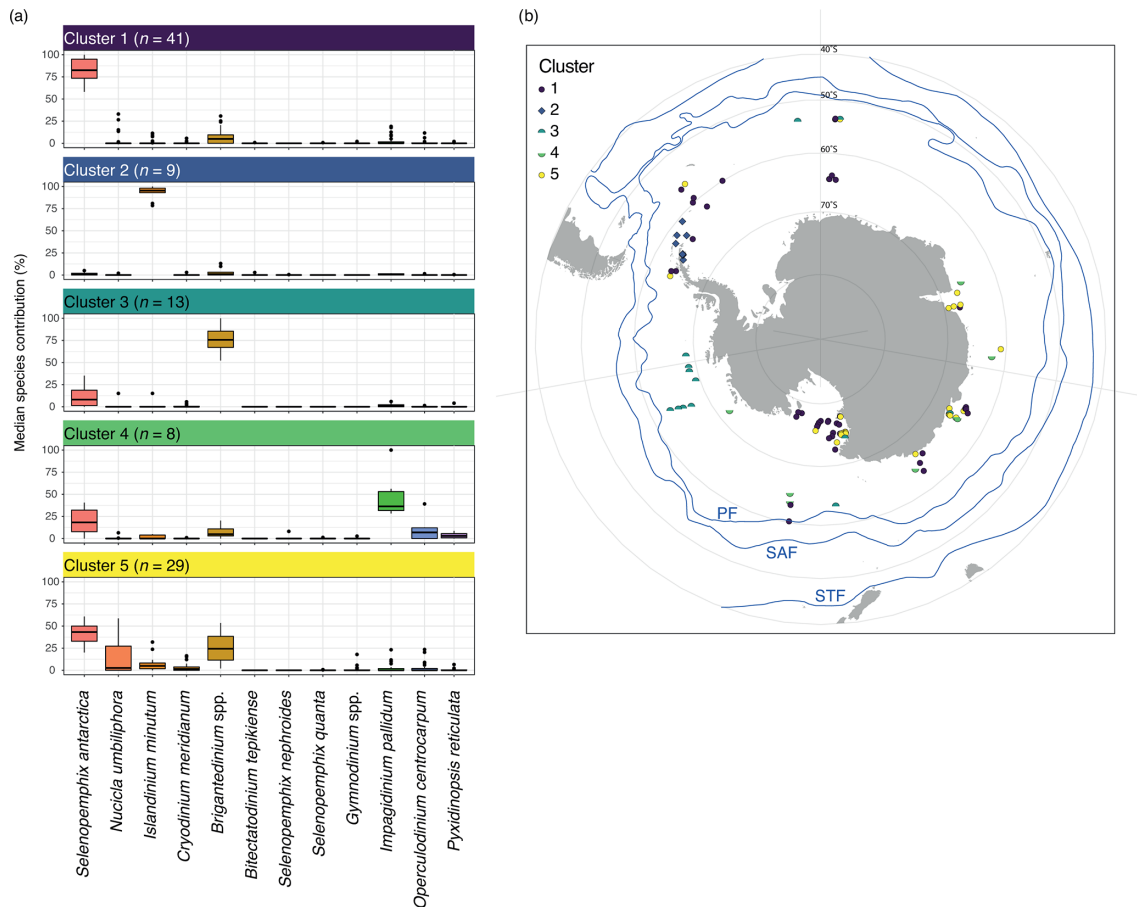 (a)
Cluster 1 (n = 41)
100
75
50
25
0
Cluster 2 (n = 9)
100
75
50
25
0
Cluster 3 (n = 13)
100
75
50
25
0
Cluster 4 (n = 8)
100
75
50
25
0
Cluster 5 (n = 29)
100
75
50
25
0
Median species contribution (%)
Selenopemphix antarctica
Nucicla umbiliphora
Islandinium minutum
Cryodinium meridianum
Brigantedinium spp.
Bitectatodinium tepikiense
Selenopemphix nephroides
Selenopemphix quanta
Gymnodinium spp.
Impagidinium pallidum
Operculodinium centrocarpum
Pyxidinopsis reticulata
(b)
Cluster
1
2
3
4
5
40˚S
50˚S
60˚S
70˚S
PF
SAF
STF